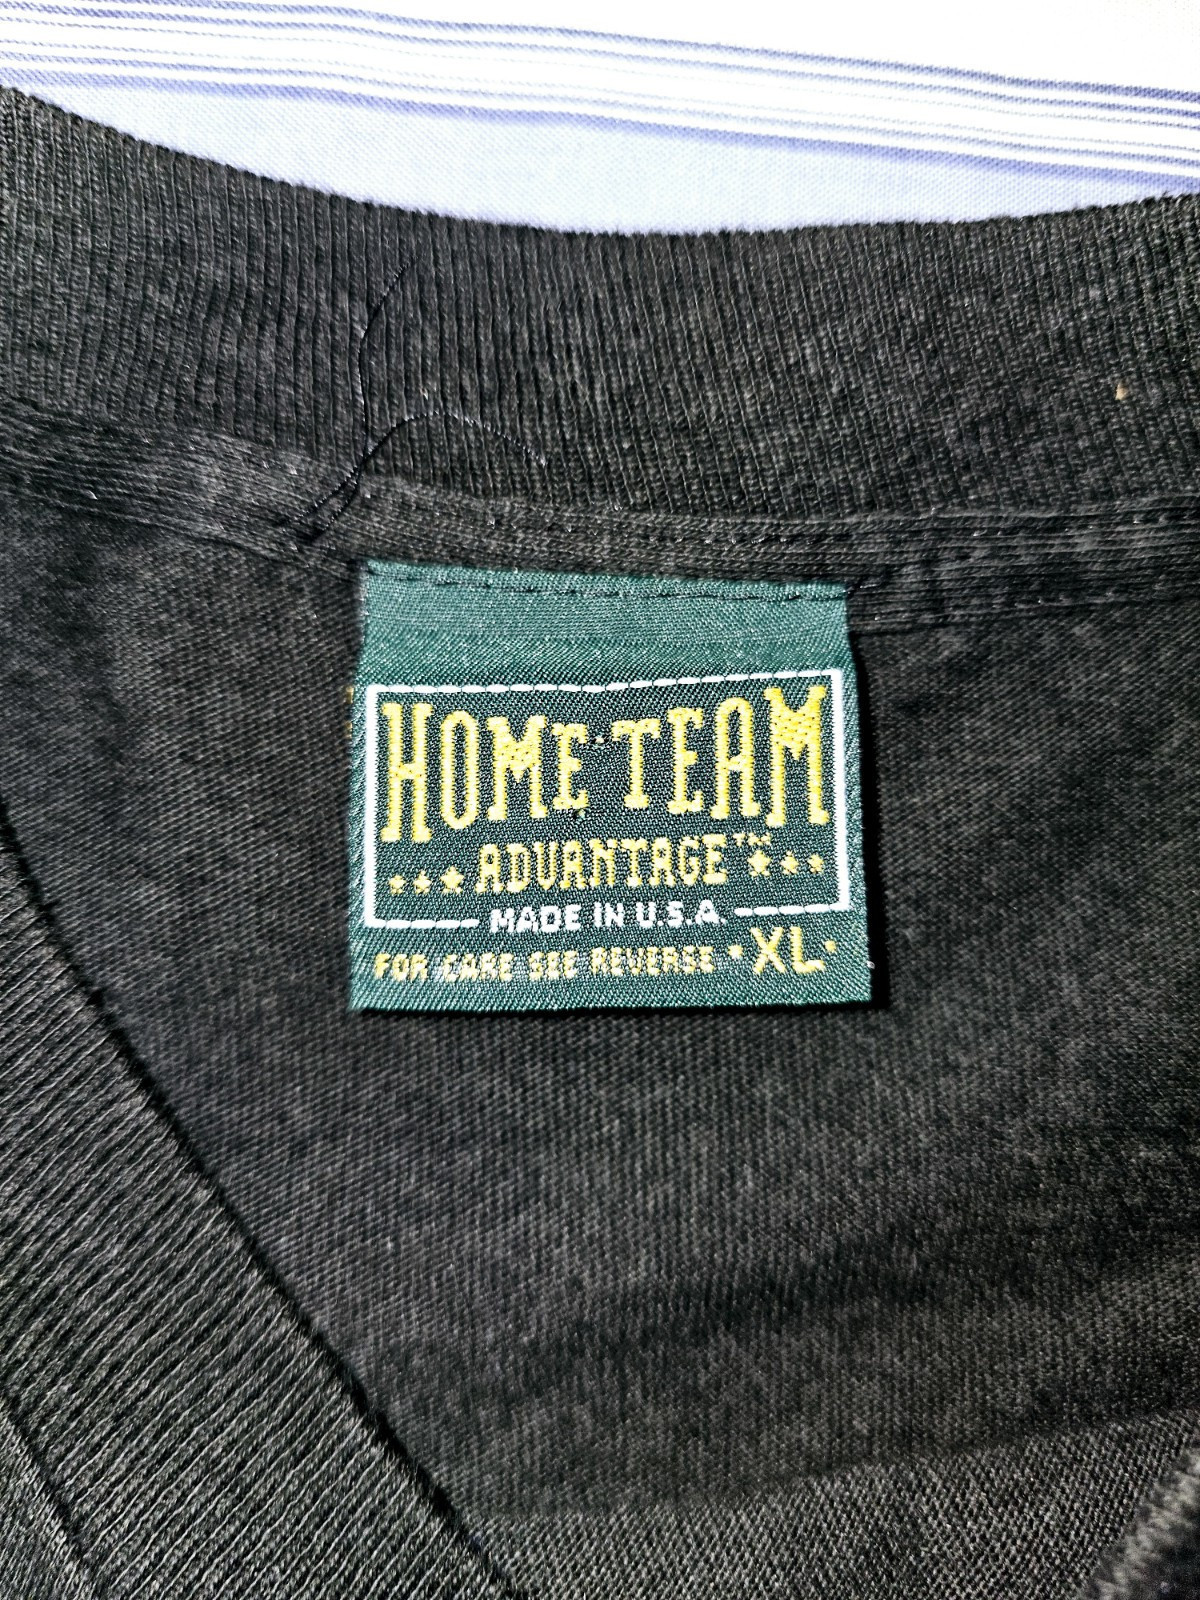 HOME TEAM
ADVANTAGE™
MADE IN U.S.A
FOR CARE SEE REVERSE • XL •